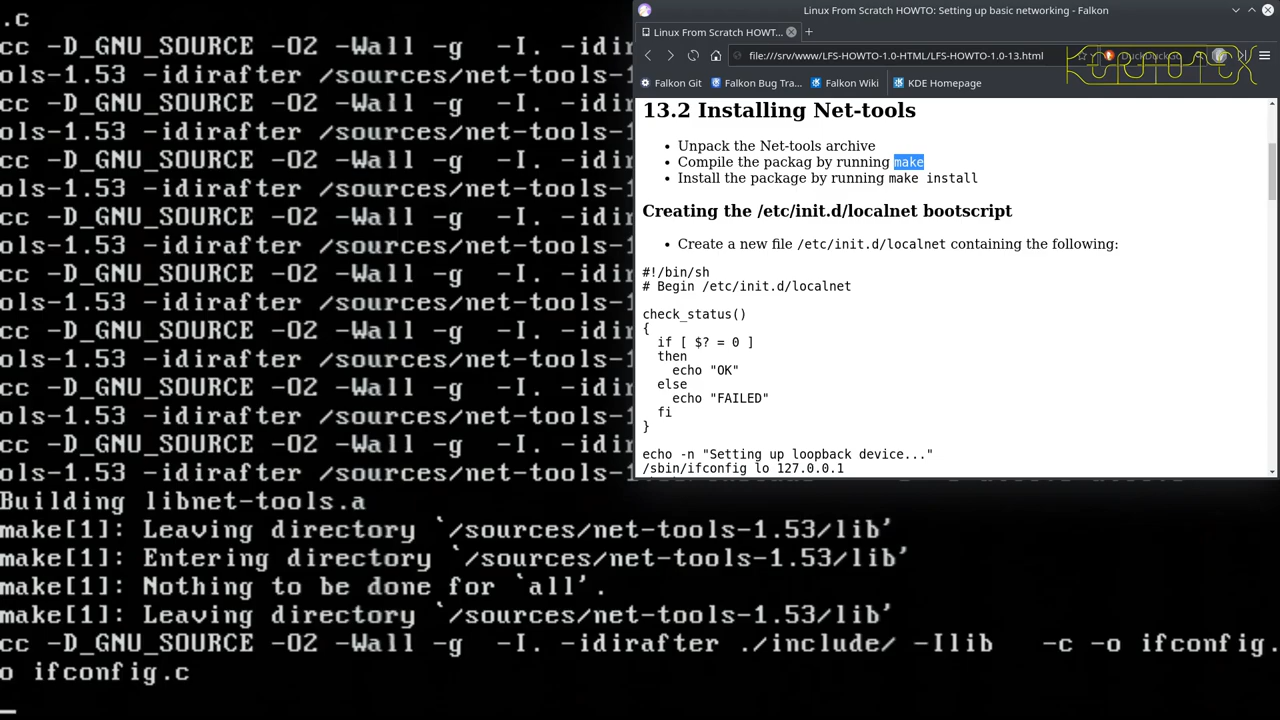 .c
cc -D_GNU_SOURCE -O2 -Wall -g  -I. -idir
ols-1.53 -idirafter /sources/net-tools-1
cc -D_GNU_SOURCE -O2 -Wall -g  -I. -idir
ols-1.53 -idirafter /sources/net-tools-1
cc -D_GNU_SOURCE -O2 -Wall -g  -I. -idir
ols-1.53 -idirafter /sources/net-tools-1
cc -D_GNU_SOURCE -O2 -Wall -g  -I. -idir
ols-1.53 -idirafter /sources/net-tools-1
cc -D_GNU_SOURCE -O2 -Wall -g  -I. -idir
ols-1.53 -idirafter /sources/net-tools-1
cc -D_GNU_SOURCE -O2 -Wall -g  -I. -idir
ols-1.53 -idirafter /sources/net-tools-1
cc -D_GNU_SOURCE -O2 -Wall -g  -I. -idir
ols-1.53 -idirafter /sources/net-tools-1
cc -D_GNU_SOURCE -O2 -Wall -g  -I. -idir
ols-1.53 -idirafter /sources/net-tools-1
Building libnet-tools.a
make[1]: Leaving directory `/sources/net-tools-1.53/lib'
make[1]: Entering directory `/sources/net-tools-1.53/lib'
make[1]: Nothing to be done for `all'.
make[1]: Leaving directory `/sources/net-tools-1.53/lib'
cc -D_GNU_SOURCE -O2 -Wall -g  -I. -idirafter ./include/ -Ilib   -c -o ifconfig.
o ifconfig.c
Linux From Scratch HOWTO: Setting up basic networking - Falkon
Linux From Scratch HOWT...
file:///srv/www/LFS-HOWTO-1.0-HTML/LFS-HOWTO-1.0-13.html
Falkon Git Falkon Bug Tra... Falkon Wiki KDE Homepage
13.2 Installing Net-tools
• Unpack the Net-tools archive
• Compile the packag by running make
• Install the package by running make install
Creating the /etc/init.d/localnet bootscript
• Create a new file /etc/init.d/localnet containing the following:
#!/bin/sh
# Begin /etc/init.d/localnet
check_status()
{
  if [ $? = 0 ]
  then
    echo "OK"
  else
    echo "FAILED"
  fi
}
echo -n "Setting up loopback device..."
/sbin/ifconfig lo 127.0.0.1